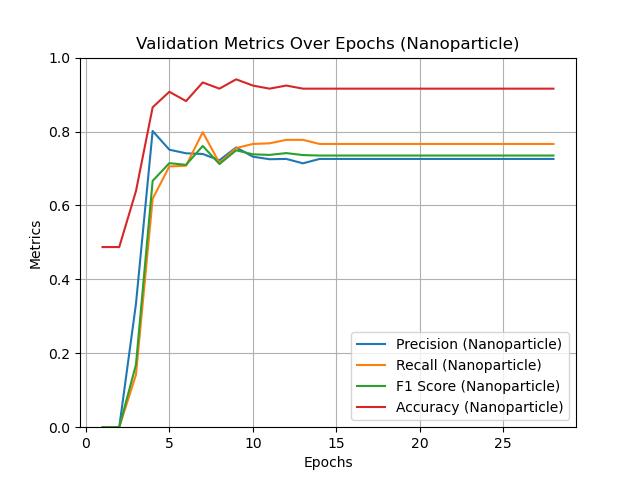 Validation Metrics Over Epochs (Nanoparticle)
1.0
0.8
0.6
0.4
0.2
0.0
Metrics
0 5 10 15 20 25
Epochs
Precision (Nanoparticle)
Recall (Nanoparticle)
F1 Score (Nanoparticle)
Accuracy (Nanoparticle)